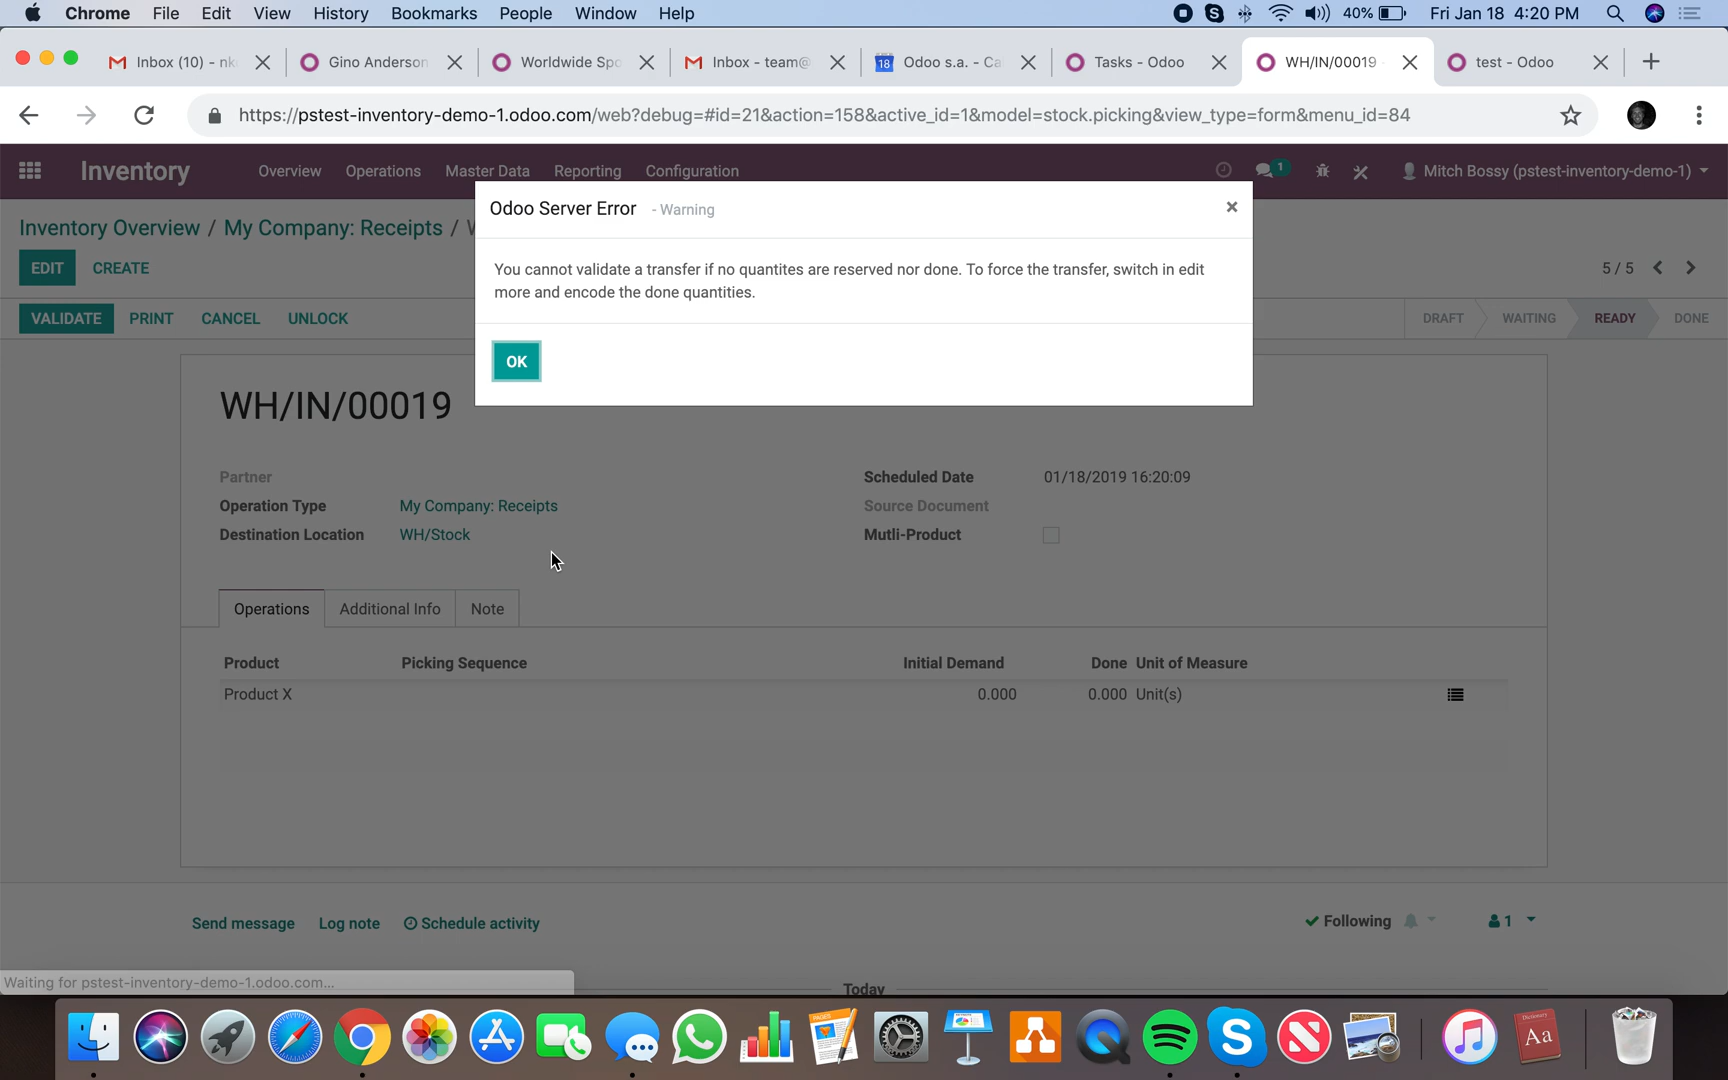 Chrome File Edit View History Bookmarks People Window Help 40% Fri Jan 18 4:20 PM
Inbox (10) - nk Gino Anderson Worldwide Spo Inbox - team@ 18 Odoo s.a. - Ca Tasks - Odoo WH/IN/00019 - test - Odoo
https://pstest-inventory-demo-1.odoo.com/web?debug=#id=21&action=158&active_id=1&model=stock.picking&view_type=form&menu_id=84
Inventory Overview Operations Master Data Reporting Configuration 1 Mitch Bossy (pstest-inventory-demo-1)
Odoo Server Error - Warning
Inventory Overview / My Company: Receipts /
You cannot validate a transfer if no quantites are reserved nor done. To force the transfer, switch in edit
more and encode the done quantities.
EDIT CREATE 5 / 5
VALIDATE PRINT CANCEL UNLOCK DRAFT WAITING READY DONE
OK
WH/IN/00019
Partner Scheduled Date 01/18/2019 16:20:09
Operation Type My Company: Receipts Source Document
Destination Location WH/Stock Mutli-Product
Operations Additional Info Note
Product Picking Sequence Initial Demand Done Unit of Measure
Product X 0.000 0.000 Unit(s)
Send message Log note Schedule activity Following 1
Waiting for pstest-inventory-demo-1.odoo.com...
Today
PAGES
Dictionary
Aa